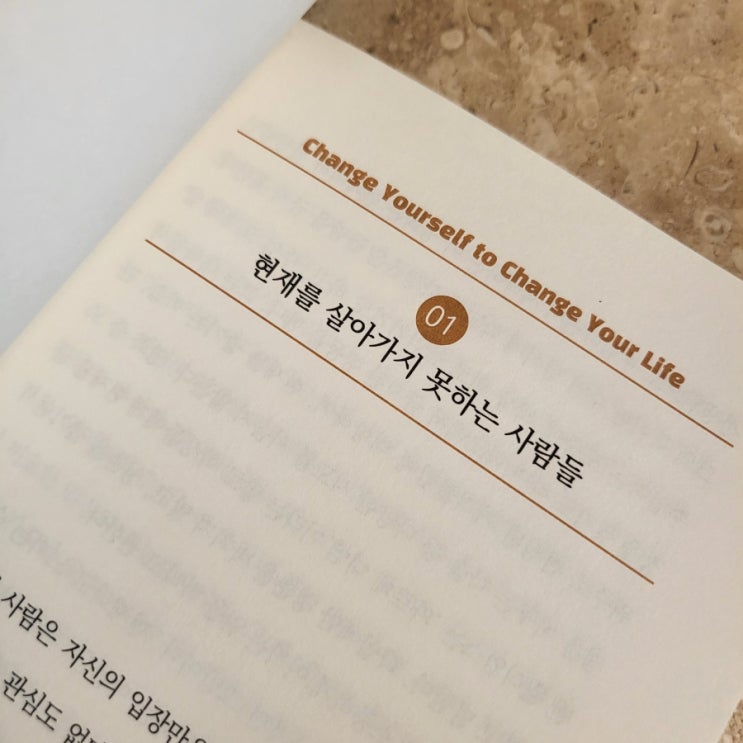 Change Yourself to Change Your Life
01
현재를 살아가지 못하는 사람들
사람은 자신의 입장만
관심도